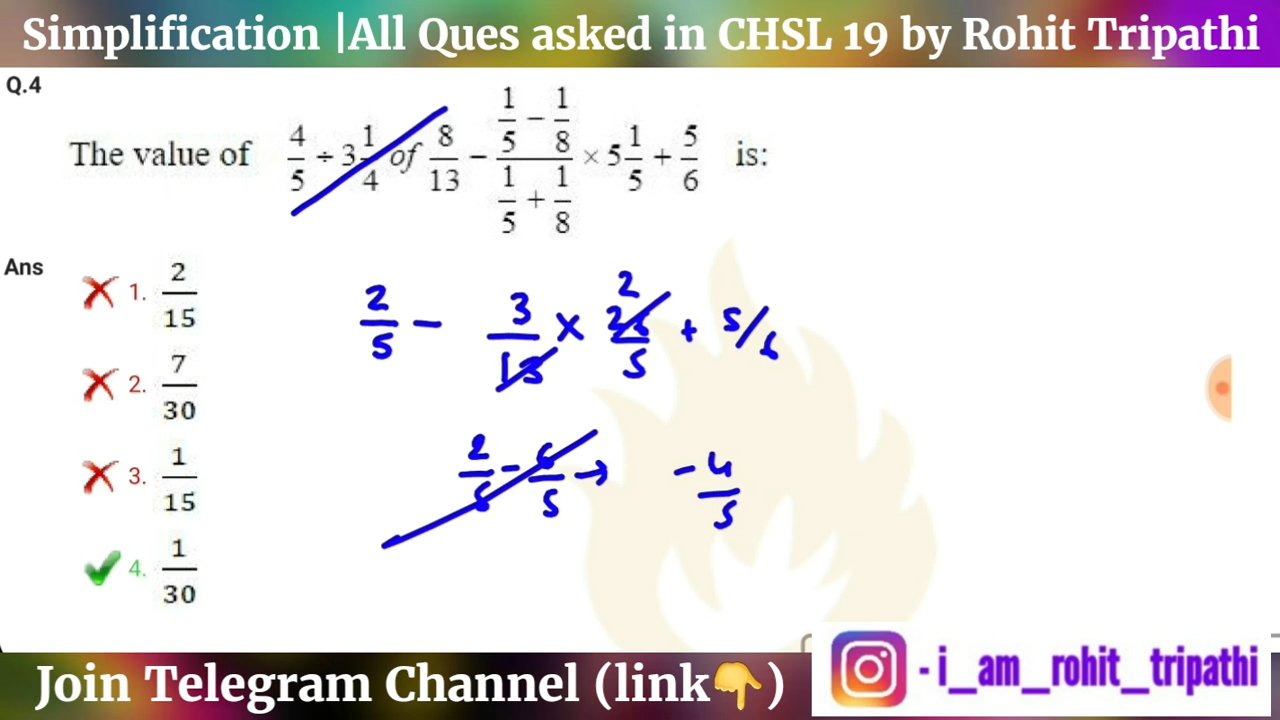 Simplification |All Ques asked in CHSL 19 by Rohit Tripathi
Q.4
The value of 4/5 ÷ 3 1/4 of 8/13 − (1/5 − 1/8)/(1/5 + 1/8) × 5 1/5 + 5/6 is:
Ans
1. 2/15
2. 7/30
3. 1/15
4. 1/30
2/5 − 3/13 × 26/5 + 5/6
2
2/5 − 6/5 → −4/5
Join Telegram Channel (link👇)
-i_am_rohit_tripathi